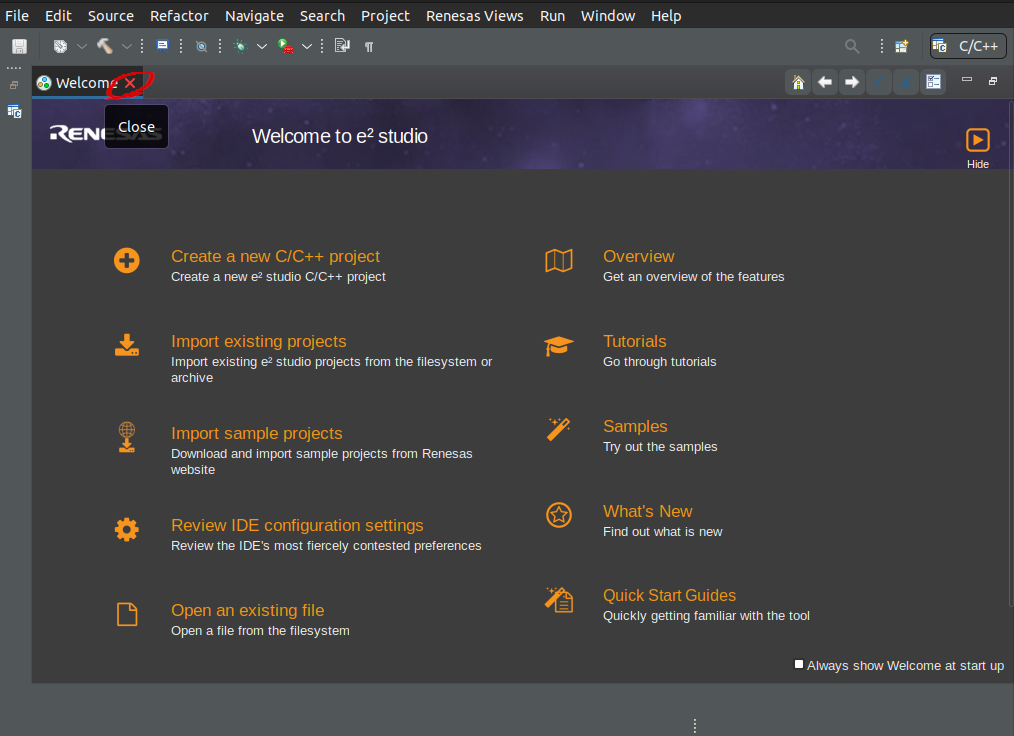 File Edit Source Refactor Navigate Search Project Renesas Views Run Window Help
C/C++
Welcome
Close
RENESAS
Welcome to e² studio
Hide
Create a new C/C++ project
Create a new e² studio C/C++ project
Import existing projects
Import existing e² studio projects from the filesystem or
archive
Import sample projects
Download and import sample projects from Renesas
website
Review IDE configuration settings
Review the IDE's most fiercely contested preferences
Open an existing file
Open a file from the filesystem
Overview
Get an overview of the features
Tutorials
Go through tutorials
Samples
Try out the samples
What's New
Find out what is new
Quick Start Guides
Quickly getting familiar with the tool
Always show Welcome at start up